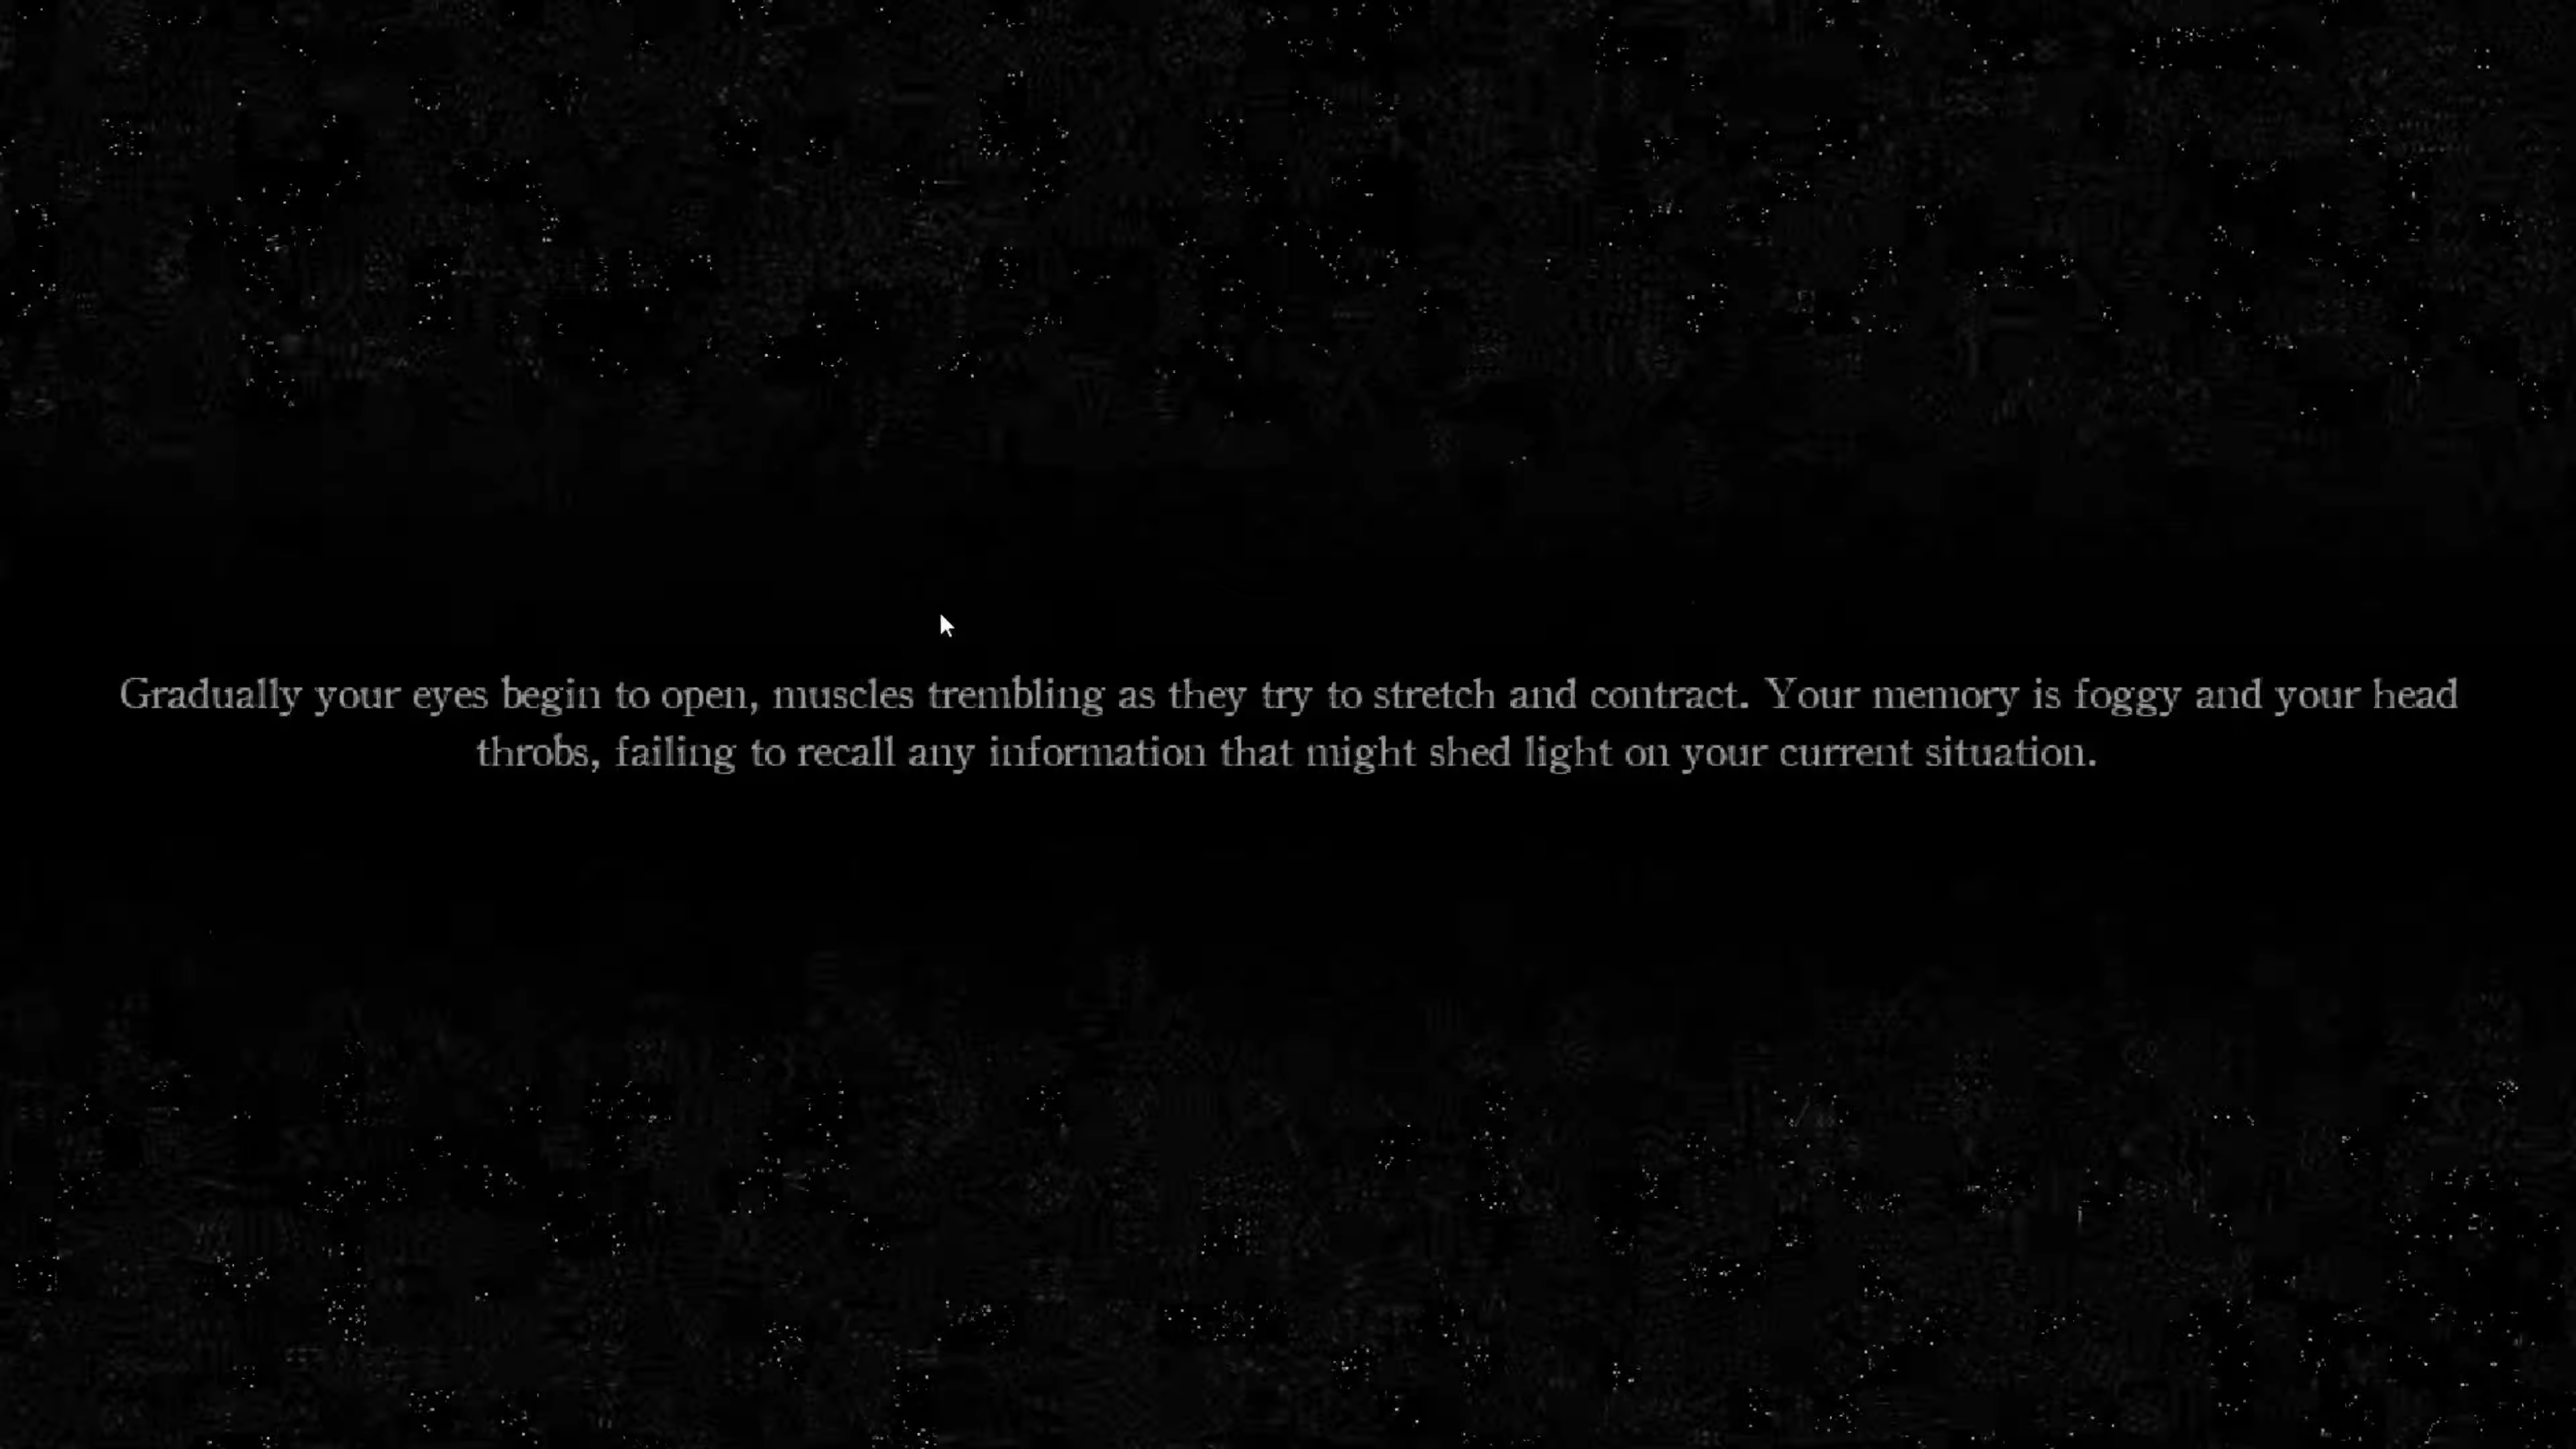 Gradually your eyes begin to open, muscles trembling as they try to stretch and contract. Your memory is foggy and your head
throbs, failing to recall any information that might shed light on your current situation.